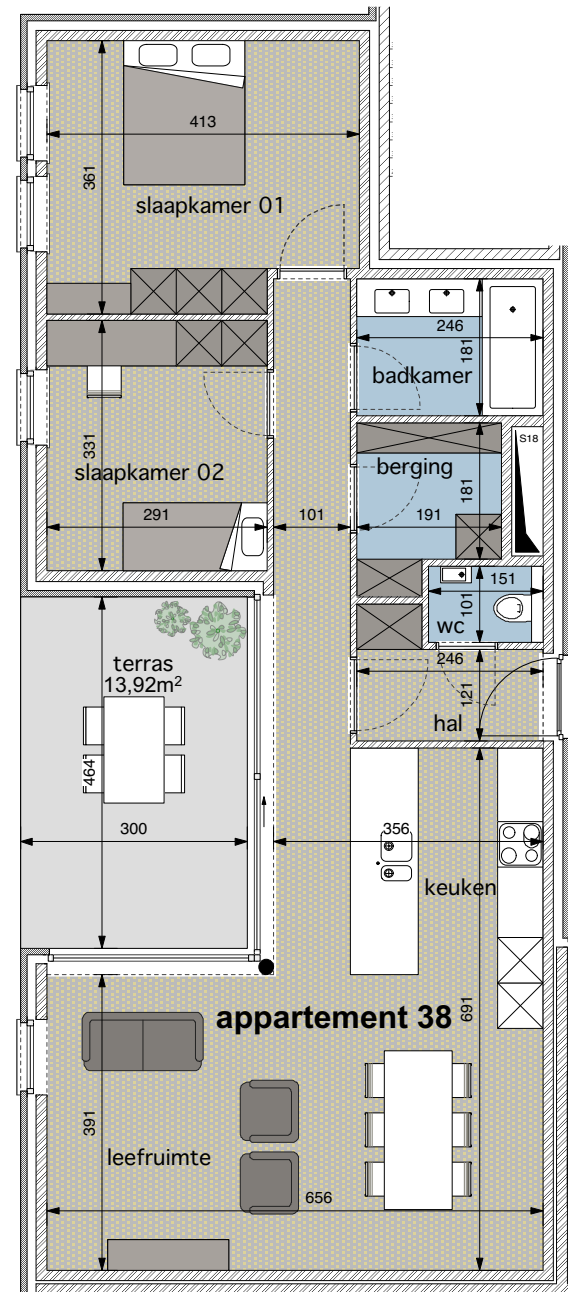 413
361
slaapkamer 01
246
181
badkamer
S18
331
slaapkamer 02
berging
181
291
101
191
151
101
wc
terras
13,92m²
246
121
hal
464
300
356
keuken
appartement 38
691
391
leefruimte
656